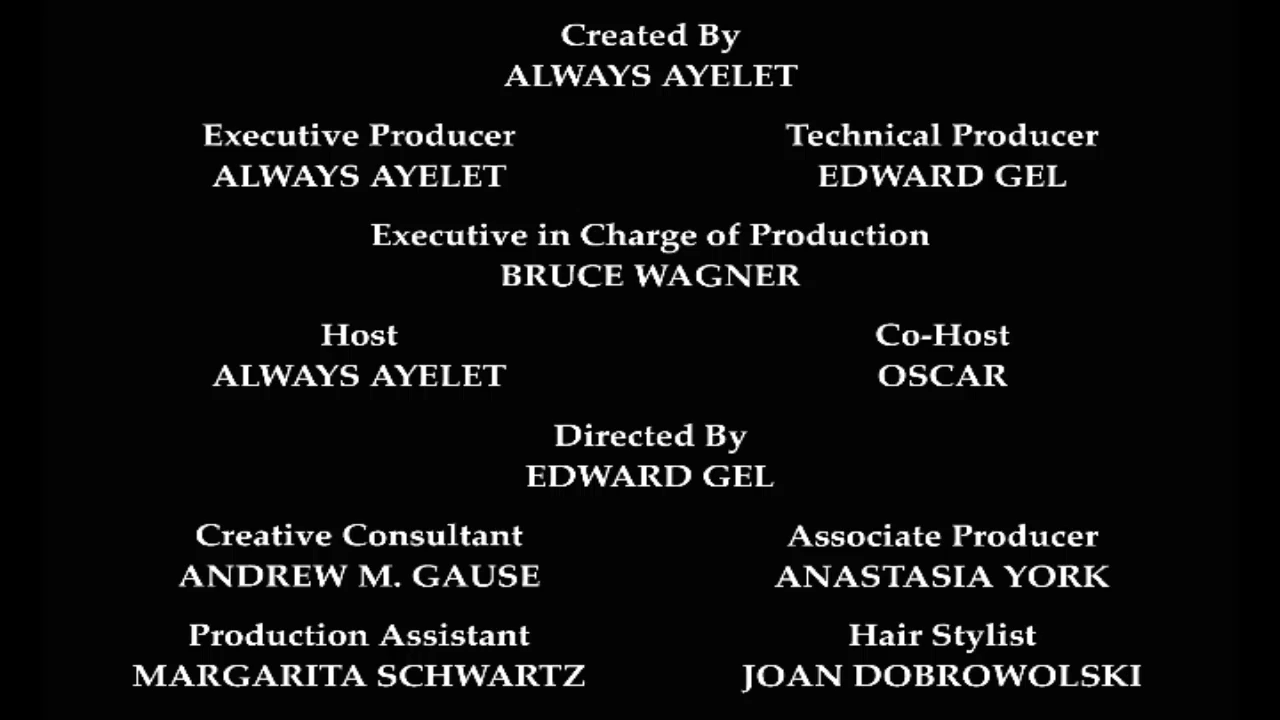 Created By
ALWAYS AYELET
Executive Producer
ALWAYS AYELET
Technical Producer
EDWARD GEL
Executive in Charge of Production
BRUCE WAGNER
Host
ALWAYS AYELET
Co-Host
OSCAR
Directed By
EDWARD GEL
Creative Consultant
ANDREW M. GAUSE
Associate Producer
ANASTASIA YORK
Production Assistant
MARGARITA SCHWARTZ
Hair Stylist
JOAN DOBROWOLSKI